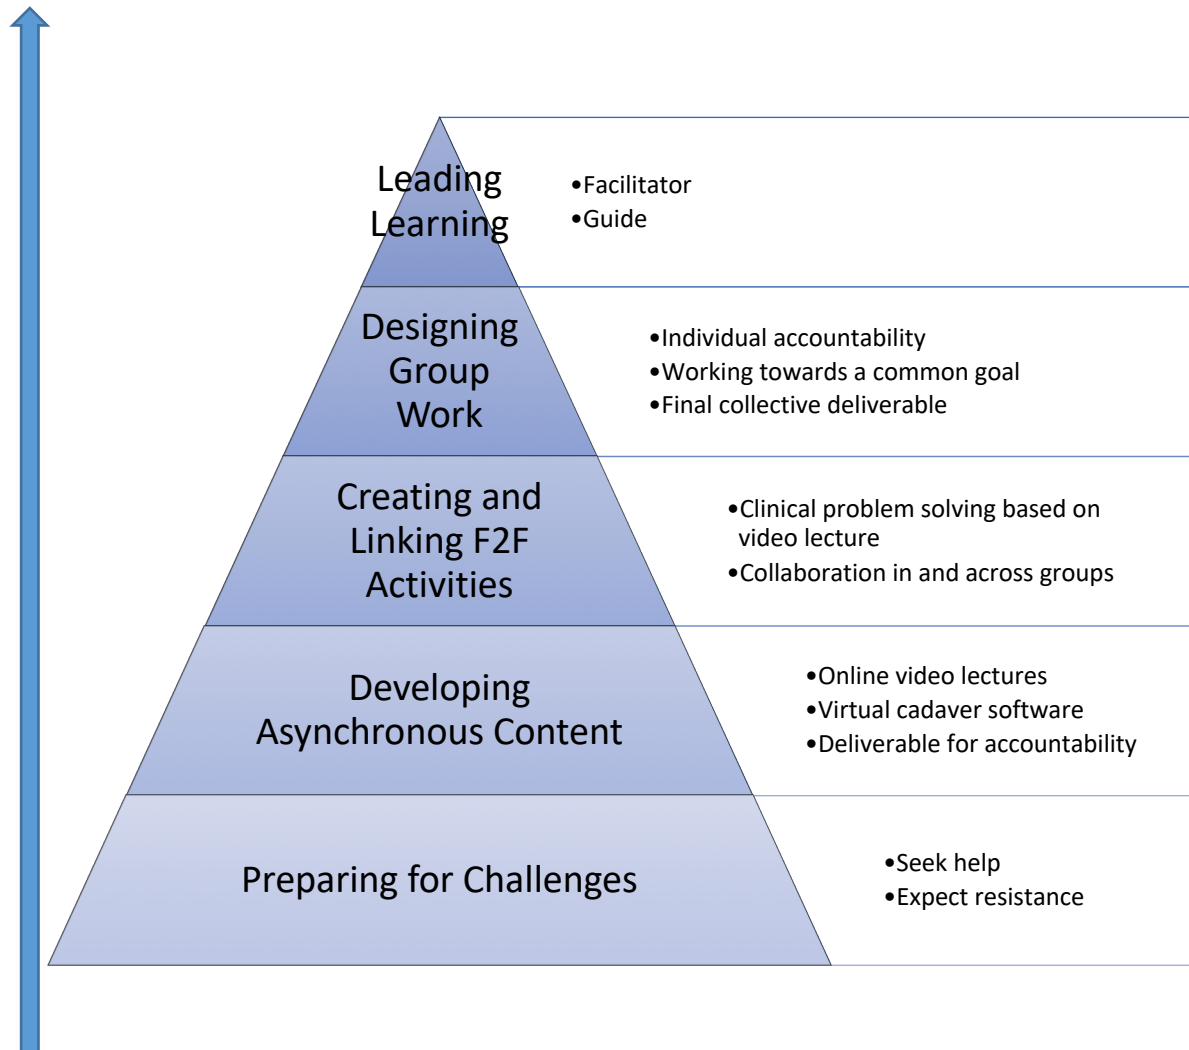 Leading
Learning
•Facilitator
•Guide
Designing
Group
Work
•Individual accountability
•Working towards a common goal
•Final collective deliverable
Creating and
Linking F2F
Activities
•Clinical problem solving based on
video lecture
•Collaboration in and across groups
Developing
Asynchronous Content
•Online video lectures
•Virtual cadaver software
•Deliverable for accountability
Preparing for Challenges
•Seek help
•Expect resistance